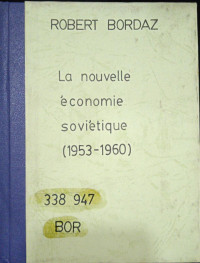 ROBERT BORDAZ
La nouvelle
économie
soviétique
(1953-1960)
338 947
BOR